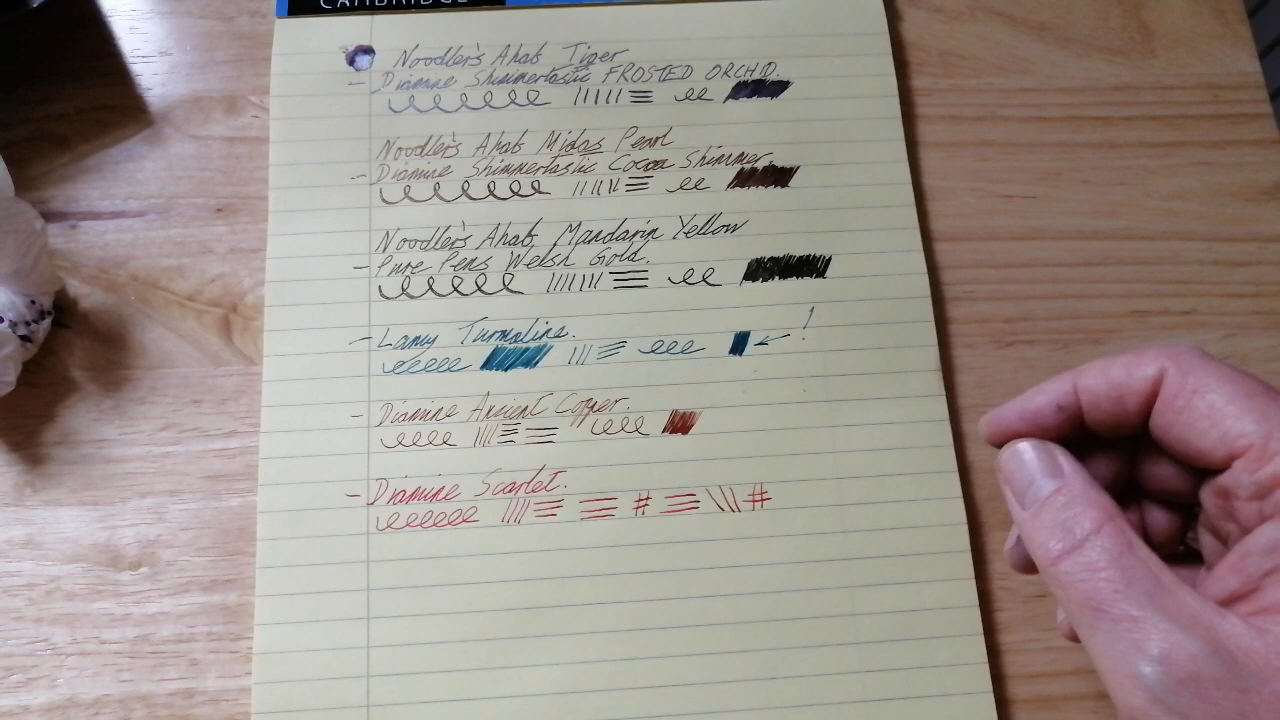 CAMBRIDGE
Noodler's Ahab Tiger
- Diamine Shimmertastic FROSTED ORCHID.
Noodler's Ahab Midas Pearl
- Diamine Shimmertastic Cocoa Shimmer.
Noodler's Ahab, Mandarin Yellow
- Pure Pens Welsh Gold.
- Lamy Turmaline.
!
- Diamine Ancient Copper.
- Diamine Scarlet.
# #